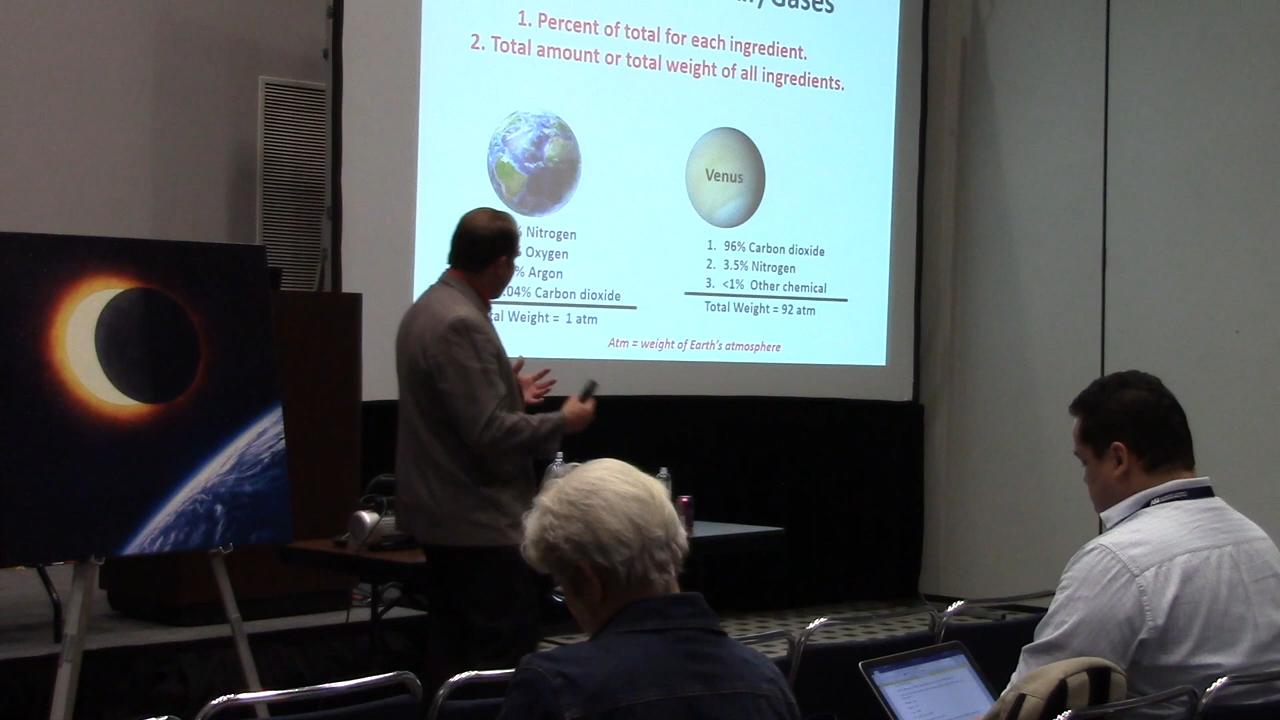 Gases
1. Percent of total for each ingredient.
2. Total amount or total weight of all ingredients.
Venus
% Nitrogen
Oxygen
% Argon
.04% Carbon dioxide
tal Weight = 1 atm
1. 96% Carbon dioxide
2. 3.5% Nitrogen
3. <1% Other chemical
Total Weight = 92 atm
Atm = weight of Earth's atmosphere